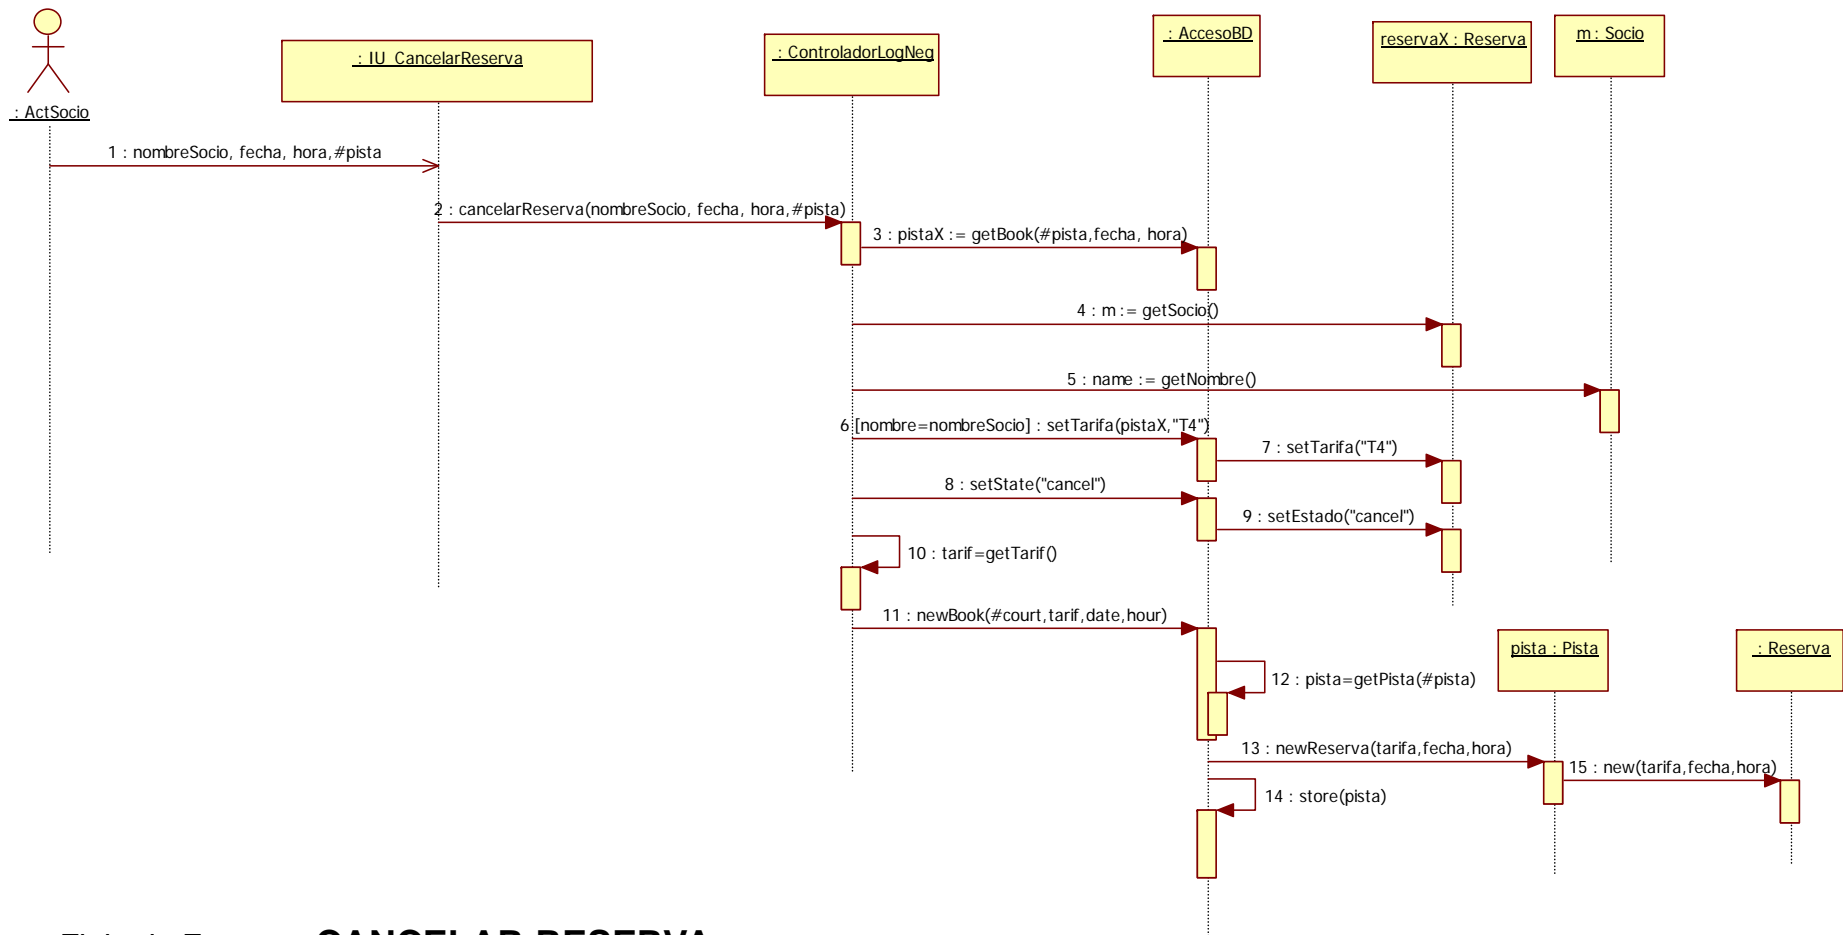 : ActSocio
: IU_CancelarReserva
: ControladorLogNeg
: AccesoBD
reservaX : Reserva
m : Socio
1 : nombreSocio, fecha, hora,#pista
2 : cancelarReserva(nombreSocio, fecha, hora,#pista)
3 : pistaX := getBook(#pista,fecha, hora)
4 : m := getSocio()
5 : name := getNombre()
6 [nombre=nombreSocio] : setTarifa(pistaX,"T4")
7 : setTarifa("T4")
8 : setState("cancel")
9 : setEstado("cancel")
10 : tarif=getTarif()
11 : newBook(#court,tarif,date,hour)
pista : Pista
: Reserva
12 : pista=getPista(#pista)
13 : newReserva(tarifa,fecha,hora)
15 : new(tarifa,fecha,hora)
14 : store(pista)
CANCELAR RESERVA